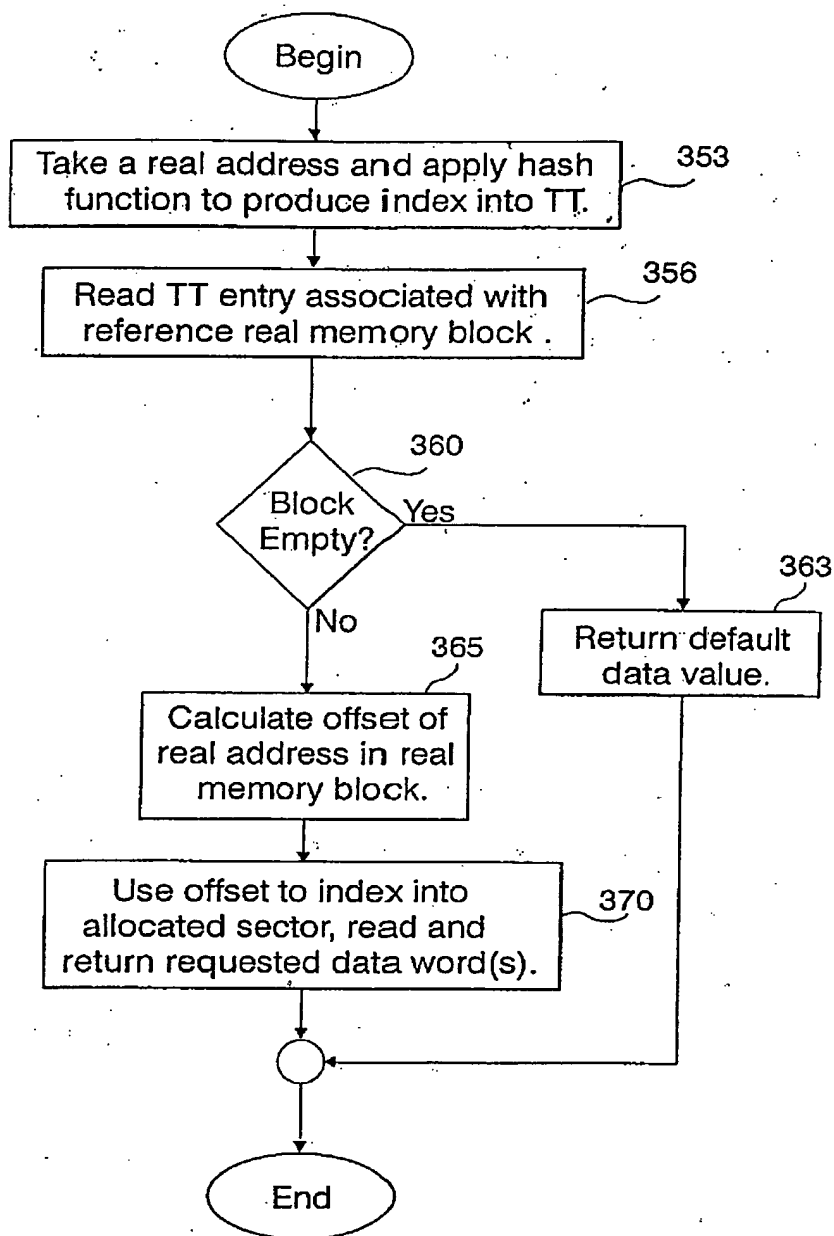 Begin
Take a real address and apply hash
function to produce index into TT.
353
Read TT entry associated with
reference real memory block .
356
360
Block
Empty?
Yes
No
363
Return default
data value.
365
Calculate offset of
real address in real
memory block.
Use offset to index into
allocated sector, read and
return requested data word(s).
370
End